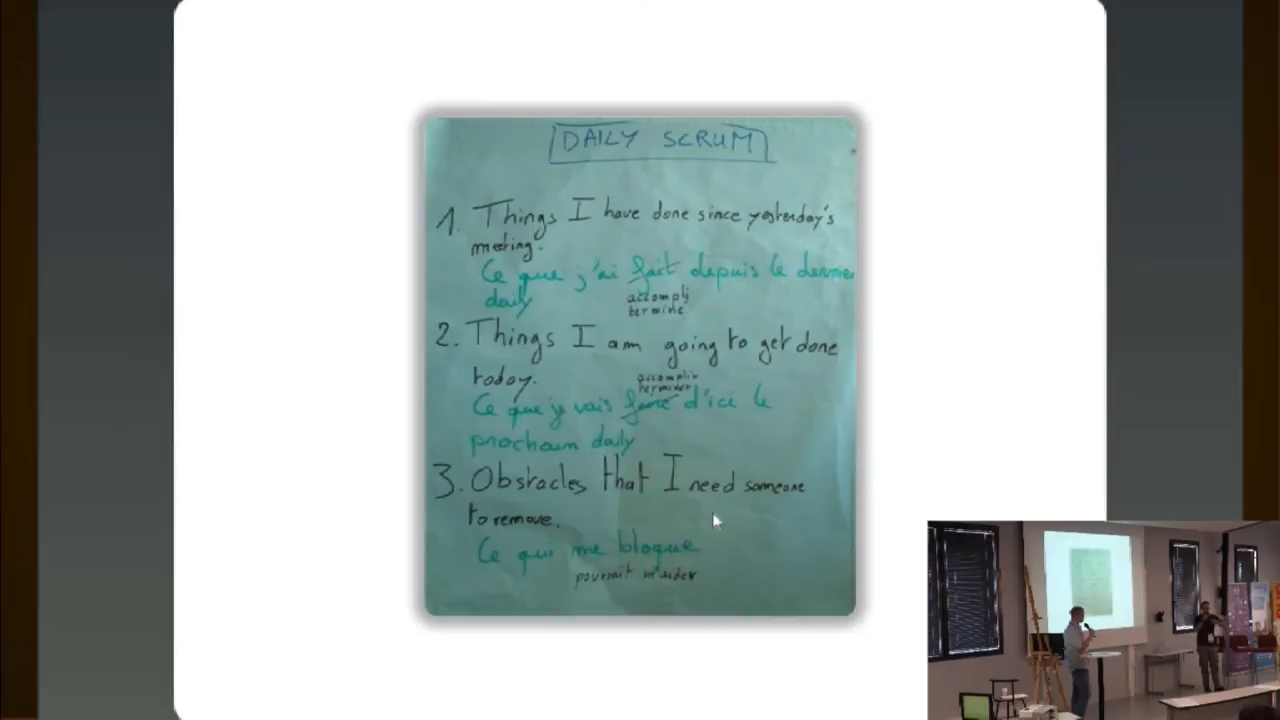 DAILY SCRUM
1. Things I have done since yesterday's
meeting.
Ce que j'ai fait depuis le dernier
daily
accompli
terminé
2. Things I am going to get done
today.
accomplir
terminer
Ce que je vais faire d'ici le
prochain daily
3. Obstacles that I need someone
to remove.
Ce qui me bloque
pourrait m'aider